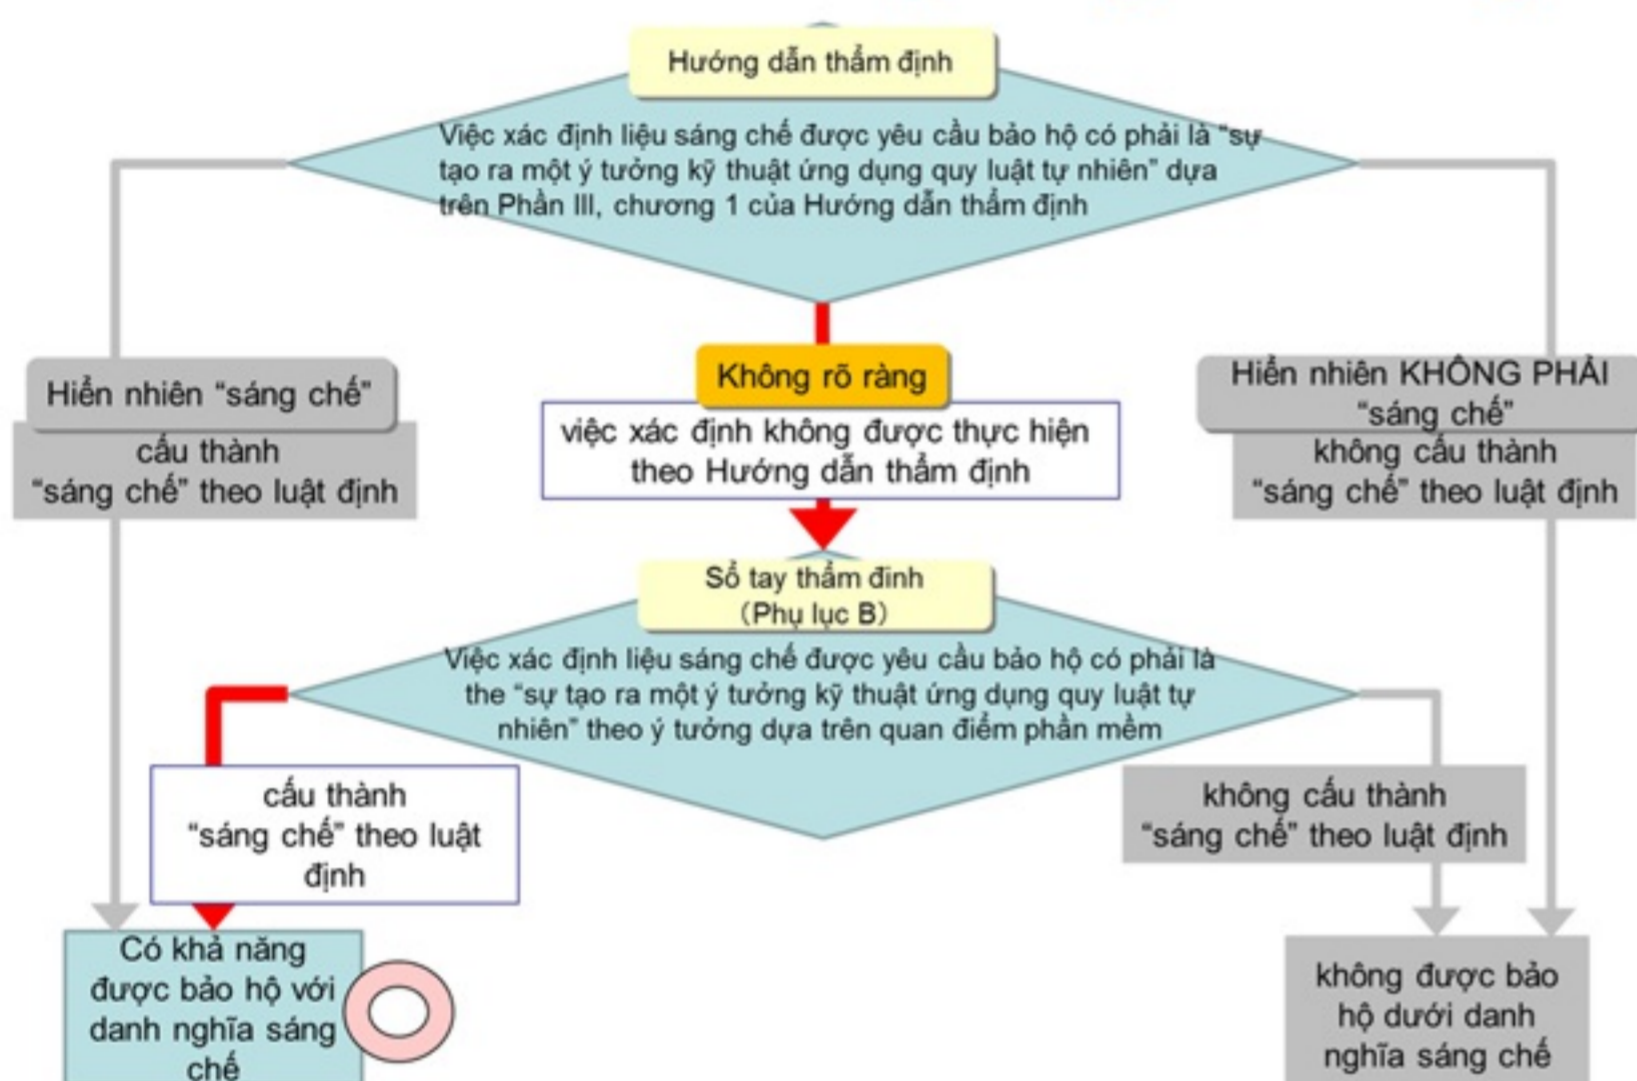 Hướng dẫn thẩm định
Việc xác định liệu sáng chế được yêu cầu bảo hộ có phải là “sự
tạo ra một ý tưởng kỹ thuật ứng dụng quy luật tự nhiên” dựa
trên Phần III, chương 1 của Hướng dẫn thẩm định
Hiển nhiên “sáng chế”
cấu thành
“sáng chế” theo luật định
Không rõ ràng
việc xác định không được thực hiện
theo Hướng dẫn thẩm định
Hiển nhiên KHÔNG PHẢI
“sáng chế”
không cấu thành
“sáng chế” theo luật định
Sổ tay thẩm đinh
(Phụ lục B)
Việc xác định liệu sáng chế được yêu cầu bảo hộ có phải là
the “sự tạo ra một ý tưởng kỹ thuật ứng dụng quy luật tự
nhiên” theo ý tưởng dựa trên quan điểm phần mềm
cấu thành
“sáng chế” theo luật
định
không cấu thành
“sáng chế” theo luật định
Có khả năng
được bảo hộ với
danh nghĩa sáng
chế
không được bảo
hộ dưới danh
nghĩa sáng chế